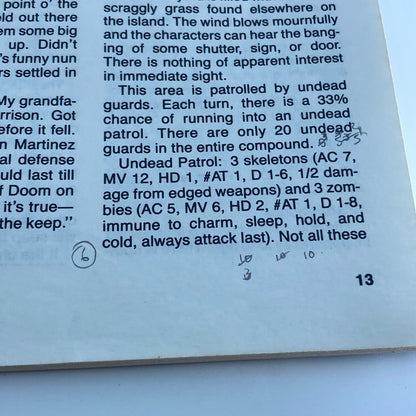 point o' the
ld out there
em some big
up. Didn't
's funny nun
rs settled in
My grandfa-
rrison. Got
efore it fell.
n Martinez
al defense
uld last till
f Doom on
it's true—
the keep."
scraggly grass found elsewhere on
the island. The wind blows mournfully
and the characters can hear the bang-
ing of some shutter, sign, or door.
There is nothing of apparent interest
in immediate sight.
This area is patrolled by undead
guards. Each turn, there is a 33%
chance of running into an undead
patrol. There are only 20 undead
guards in the entire compound.
Undead Patrol: 3 skeletons (AC 7,
MV 12, HD 1, #AT 1, D 1-6, 1/2 dam-
age from edged weapons) and 3 zom-
bies (AC 5, MV 6, HD 2, #AT 1, D 1-8,
immune to charm, sleep, hold, and
cold, always attack last). Not all these
6
10 10 10
3
13